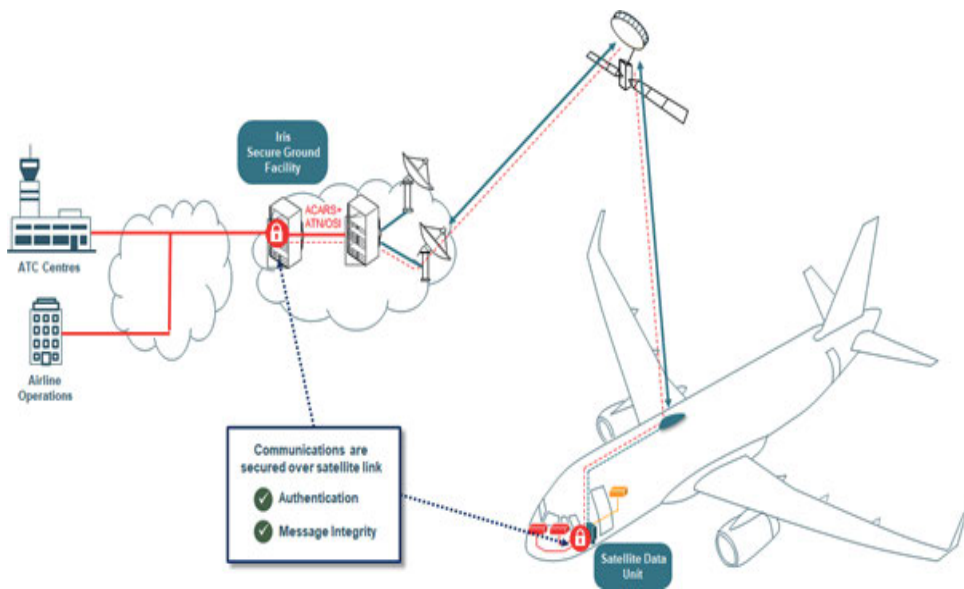 Iris
Secure Ground
Facility
ACARS+
ATN/OSI
ATC Centres
Airline
Operations
Communications are
secured over satellite link
Authentication
Message Integrity
Satellite Data
Unit